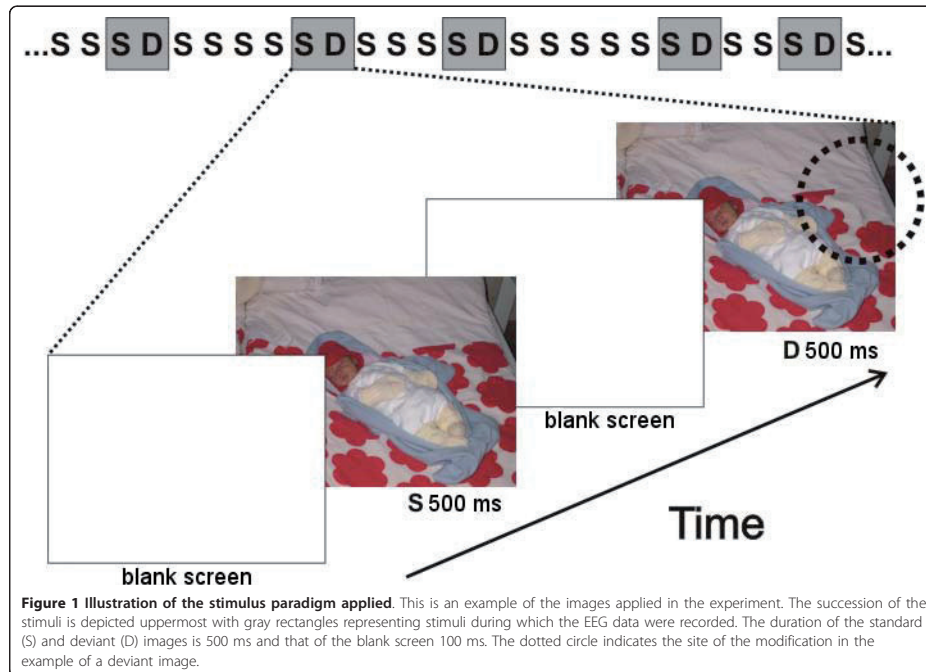 ...S S S D S S S S S D S S S S D S S S S S S D S S S D S...
D 500 ms
blank screen
S 500 ms
Time
blank screen
Figure 1 Illustration of the stimulus paradigm applied. This is an example of the images applied in the experiment. The succession of the
stimuli is depicted uppermost with gray rectangles representing stimuli during which the EEG data were recorded. The duration of the standard
(S) and deviant (D) images is 500 ms and that of the blank screen 100 ms. The dotted circle indicates the site of the modification in the
example of a deviant image.